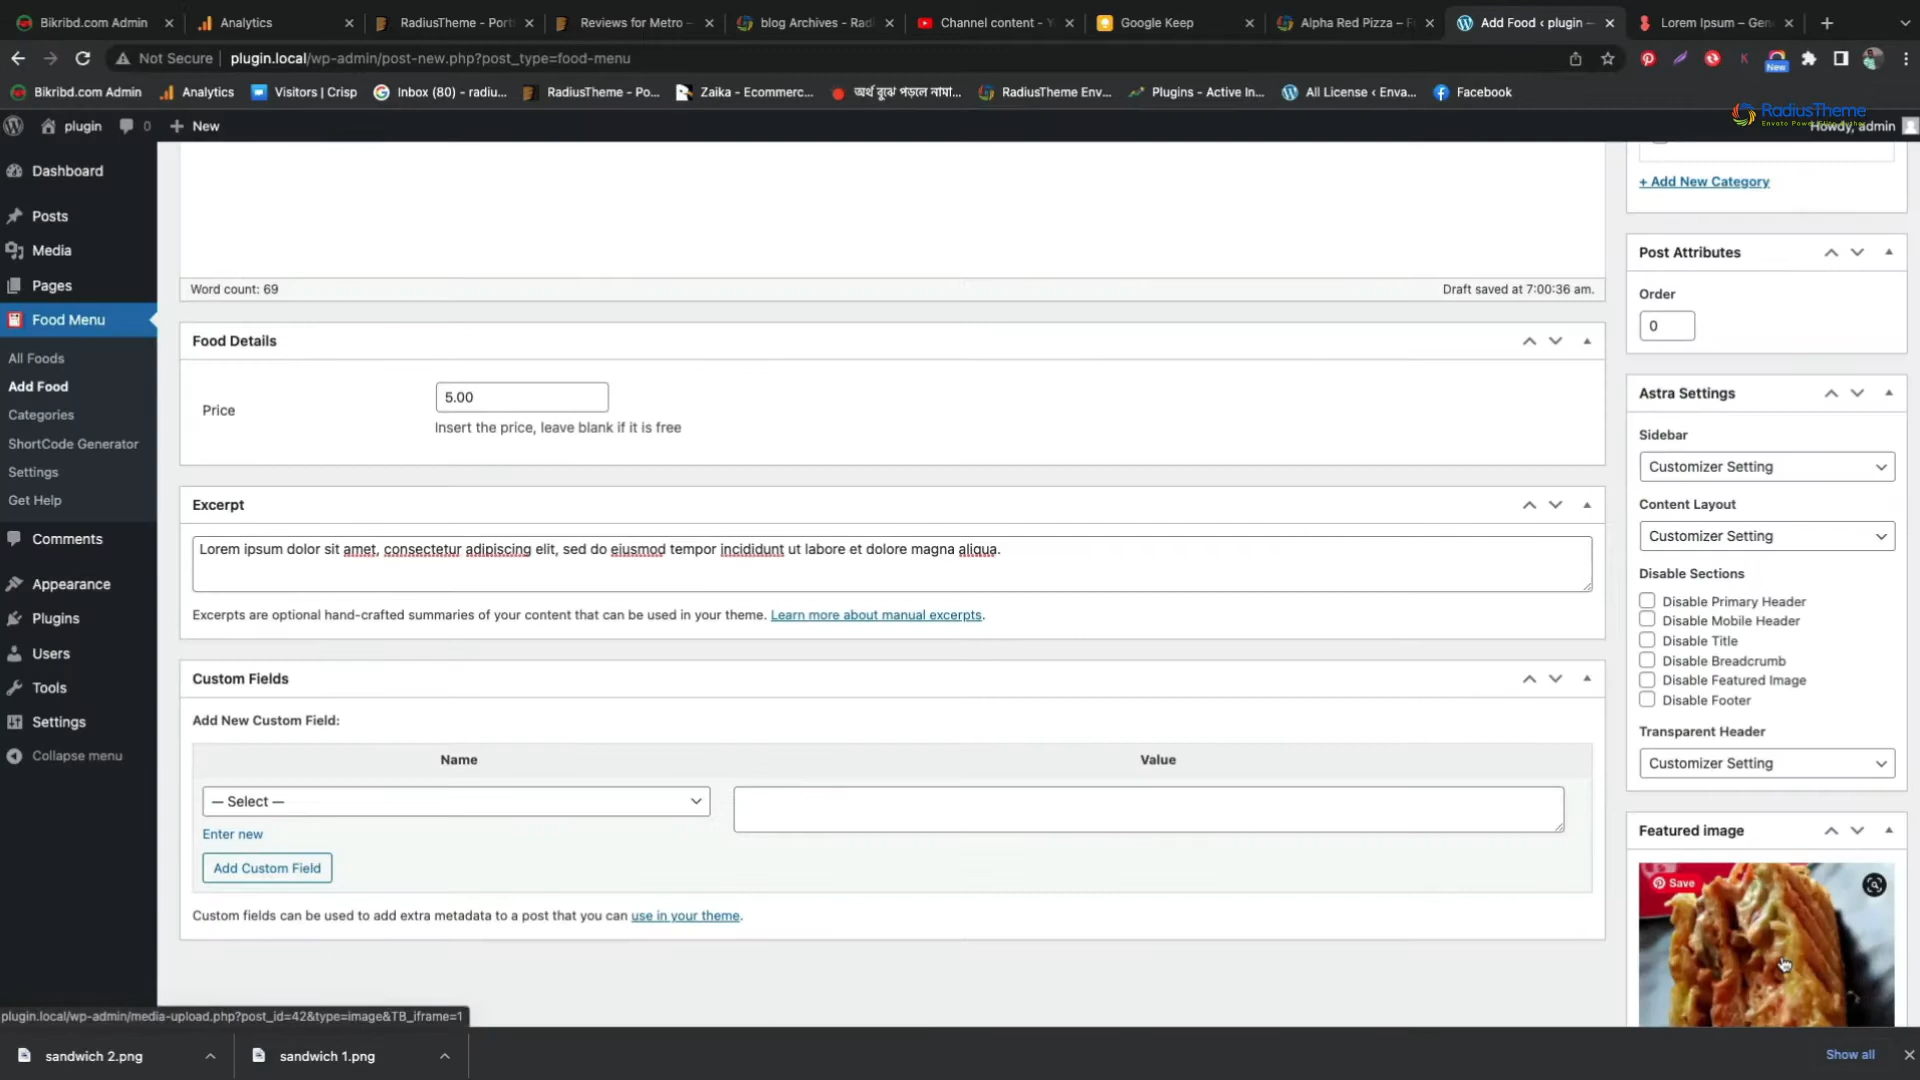 Bikribd.com Admin
Analytics
RadiusTheme - Port
Reviews for Metro –
blog Archives - Rad
Channel content - Y
Google Keep
Alpha Red Pizza – F
Add Food ‹ plugin —
Lorem Ipsum – Gen
Not Secure
plugin.local/wp-admin/post-new.php?post_type=food-menu
New
Bikribd.com Admin
Analytics
Visitors | Crisp
Inbox (80) - radiu...
RadiusTheme - Po...
Zaika - Ecommerc...
অর্থ বুঝে পড়লে নামা...
RadiusTheme Env...
Plugins - Active In...
All License ‹ Enva...
Facebook
RadiusTheme
plugin
0
New
Howdy, admin
Dashboard
Posts
Media
Pages
Food Menu
All Foods
Add Food
Categories
ShortCode Generator
Settings
Get Help
Comments
Appearance
Plugins
Users
Tools
Settings
Collapse menu
Word count: 69
Draft saved at 7:00:36 am.
Food Details
Price
5.00
Insert the price, leave blank if it is free
Excerpt
Lorem ipsum dolor sit amet, consectetur adipiscing elit, sed do eiusmod tempor incididunt ut labore et dolore magna aliqua.
Excerpts are optional hand-crafted summaries of your content that can be used in your theme. Learn more about manual excerpts.
Custom Fields
Add New Custom Field:
Name
Value
— Select —
Enter new
Add Custom Field
Custom fields can be used to add extra metadata to a post that you can use in your theme.
+ Add New Category
Post Attributes
Order
0
Astra Settings
Sidebar
Customizer Setting
Content Layout
Customizer Setting
Disable Sections
Disable Primary Header
Disable Mobile Header
Disable Title
Disable Breadcrumb
Disable Featured Image
Disable Footer
Transparent Header
Customizer Setting
Featured image
Save
plugin.local/wp-admin/media-upload.php?post_id=42&type=image&TB_iframe=1
sandwich 2.png
sandwich 1.png
Show all